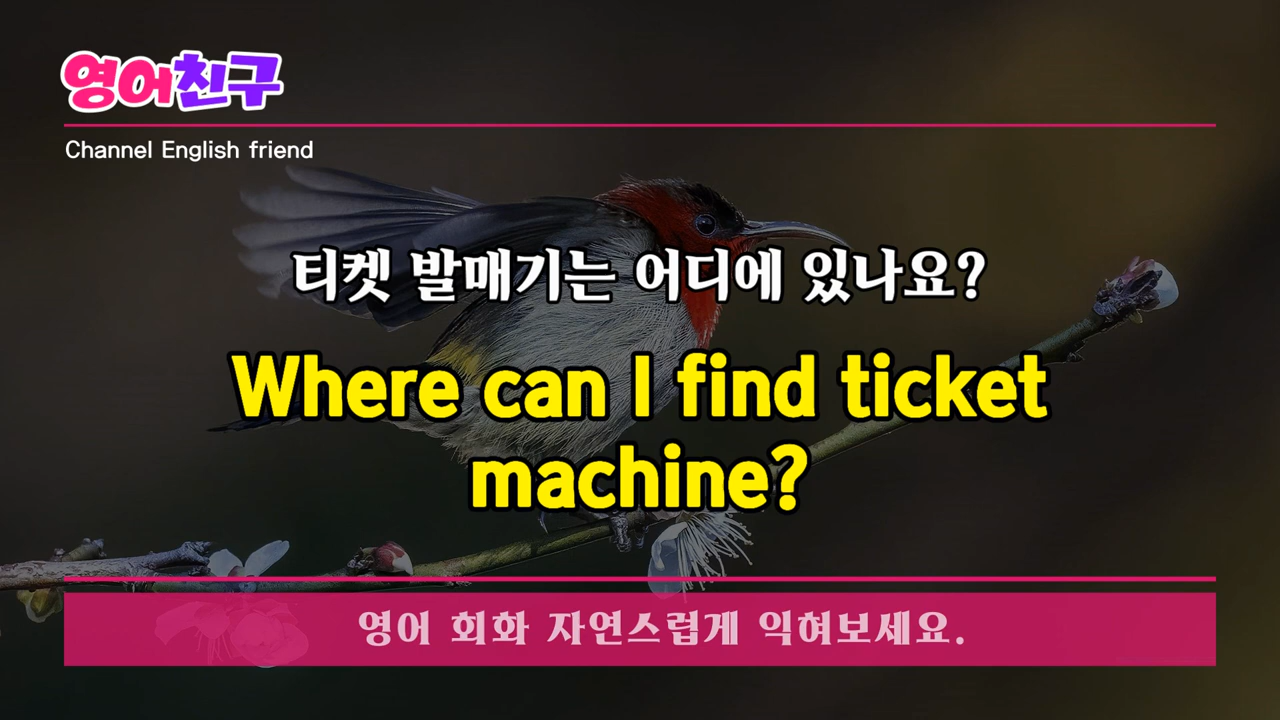 영어친구
Channel English friend
티켓 발매기는 어디에 있나요?
Where can I find ticket
machine?
영어 회화 자연스럽게 익혀보세요.